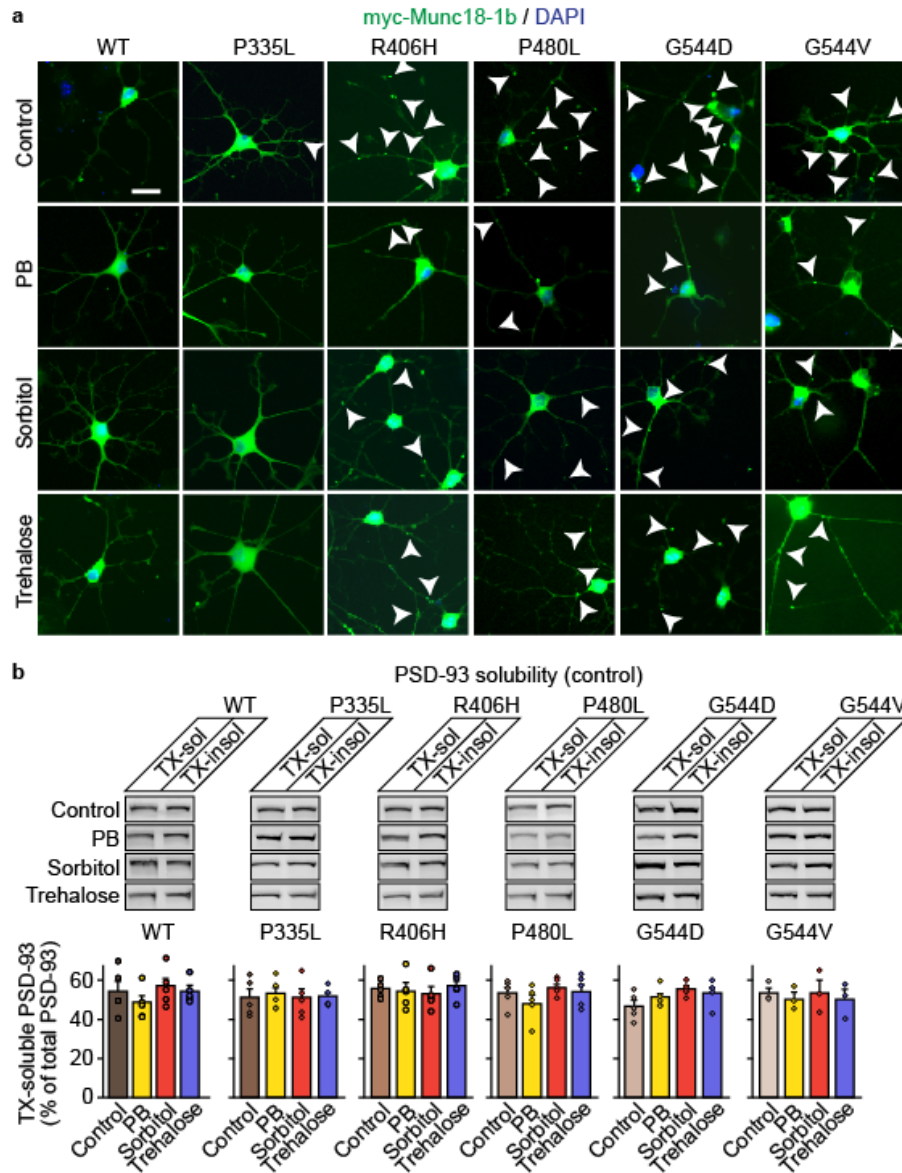 a
myc-Munc18-1b / DAPI
WT P335L R406H P480L G544D G544V
Control
PB
Sorbitol
Trehalose
b
PSD-93 solubility (control)
WT P335L R406H P480L G544D G544V
TX-sol TX-insol TX-sol TX-insol TX-sol TX-insol TX-sol TX-insol TX-sol TX-insol TX-sol TX-insol
Control
PB
Sorbitol
Trehalose
WT P335L R406H P480L G544D G544V
TX-soluble PSD-93
(% of total PSD-93)
60
40
20
0
Control PB Sorbitol Trehalose Control PB Sorbitol Trehalose Control PB Sorbitol Trehalose Control PB Sorbitol Trehalose Control PB Sorbitol Trehalose Control PB Sorbitol Trehalose